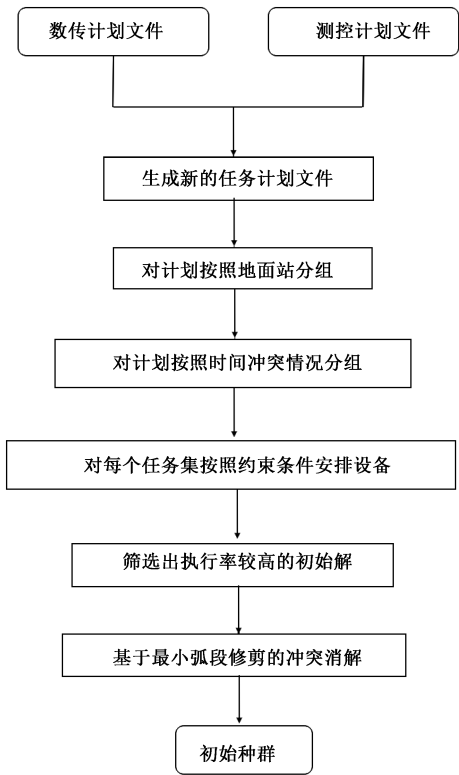 数传计划文件
测控计划文件
生成新的任务计划文件
对计划按照地面站分组
对计划按照时间冲突情况分组
对每个任务集按照约束条件安排设备
筛选出执行率较高的初始解
基于最小弧段修剪的冲突消解
初始种群